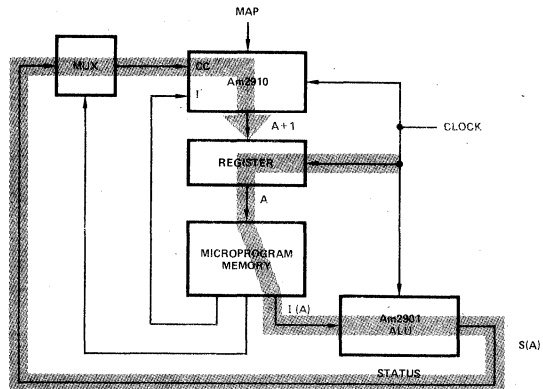 MAP
MUX
CC
Am2910
I
A+1
CLOCK
REGISTER
A
MICROPROGRAM
MEMORY
I (A)
Am2901
ALU
S(A)
STATUS